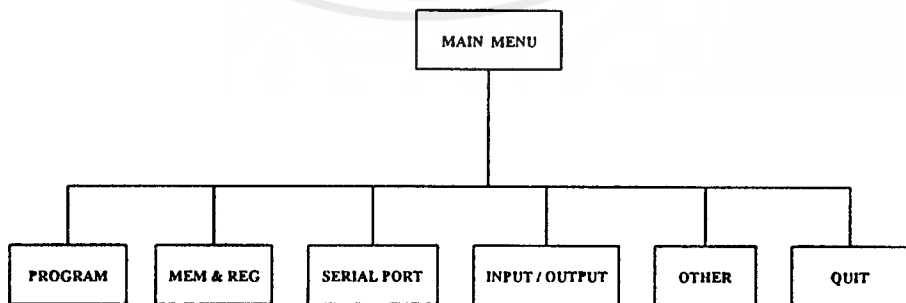 MAIN MENU
PROGRAM
MEM & REG
SERIAL PORT
INPUT / OUTPUT
OTHER
QUIT